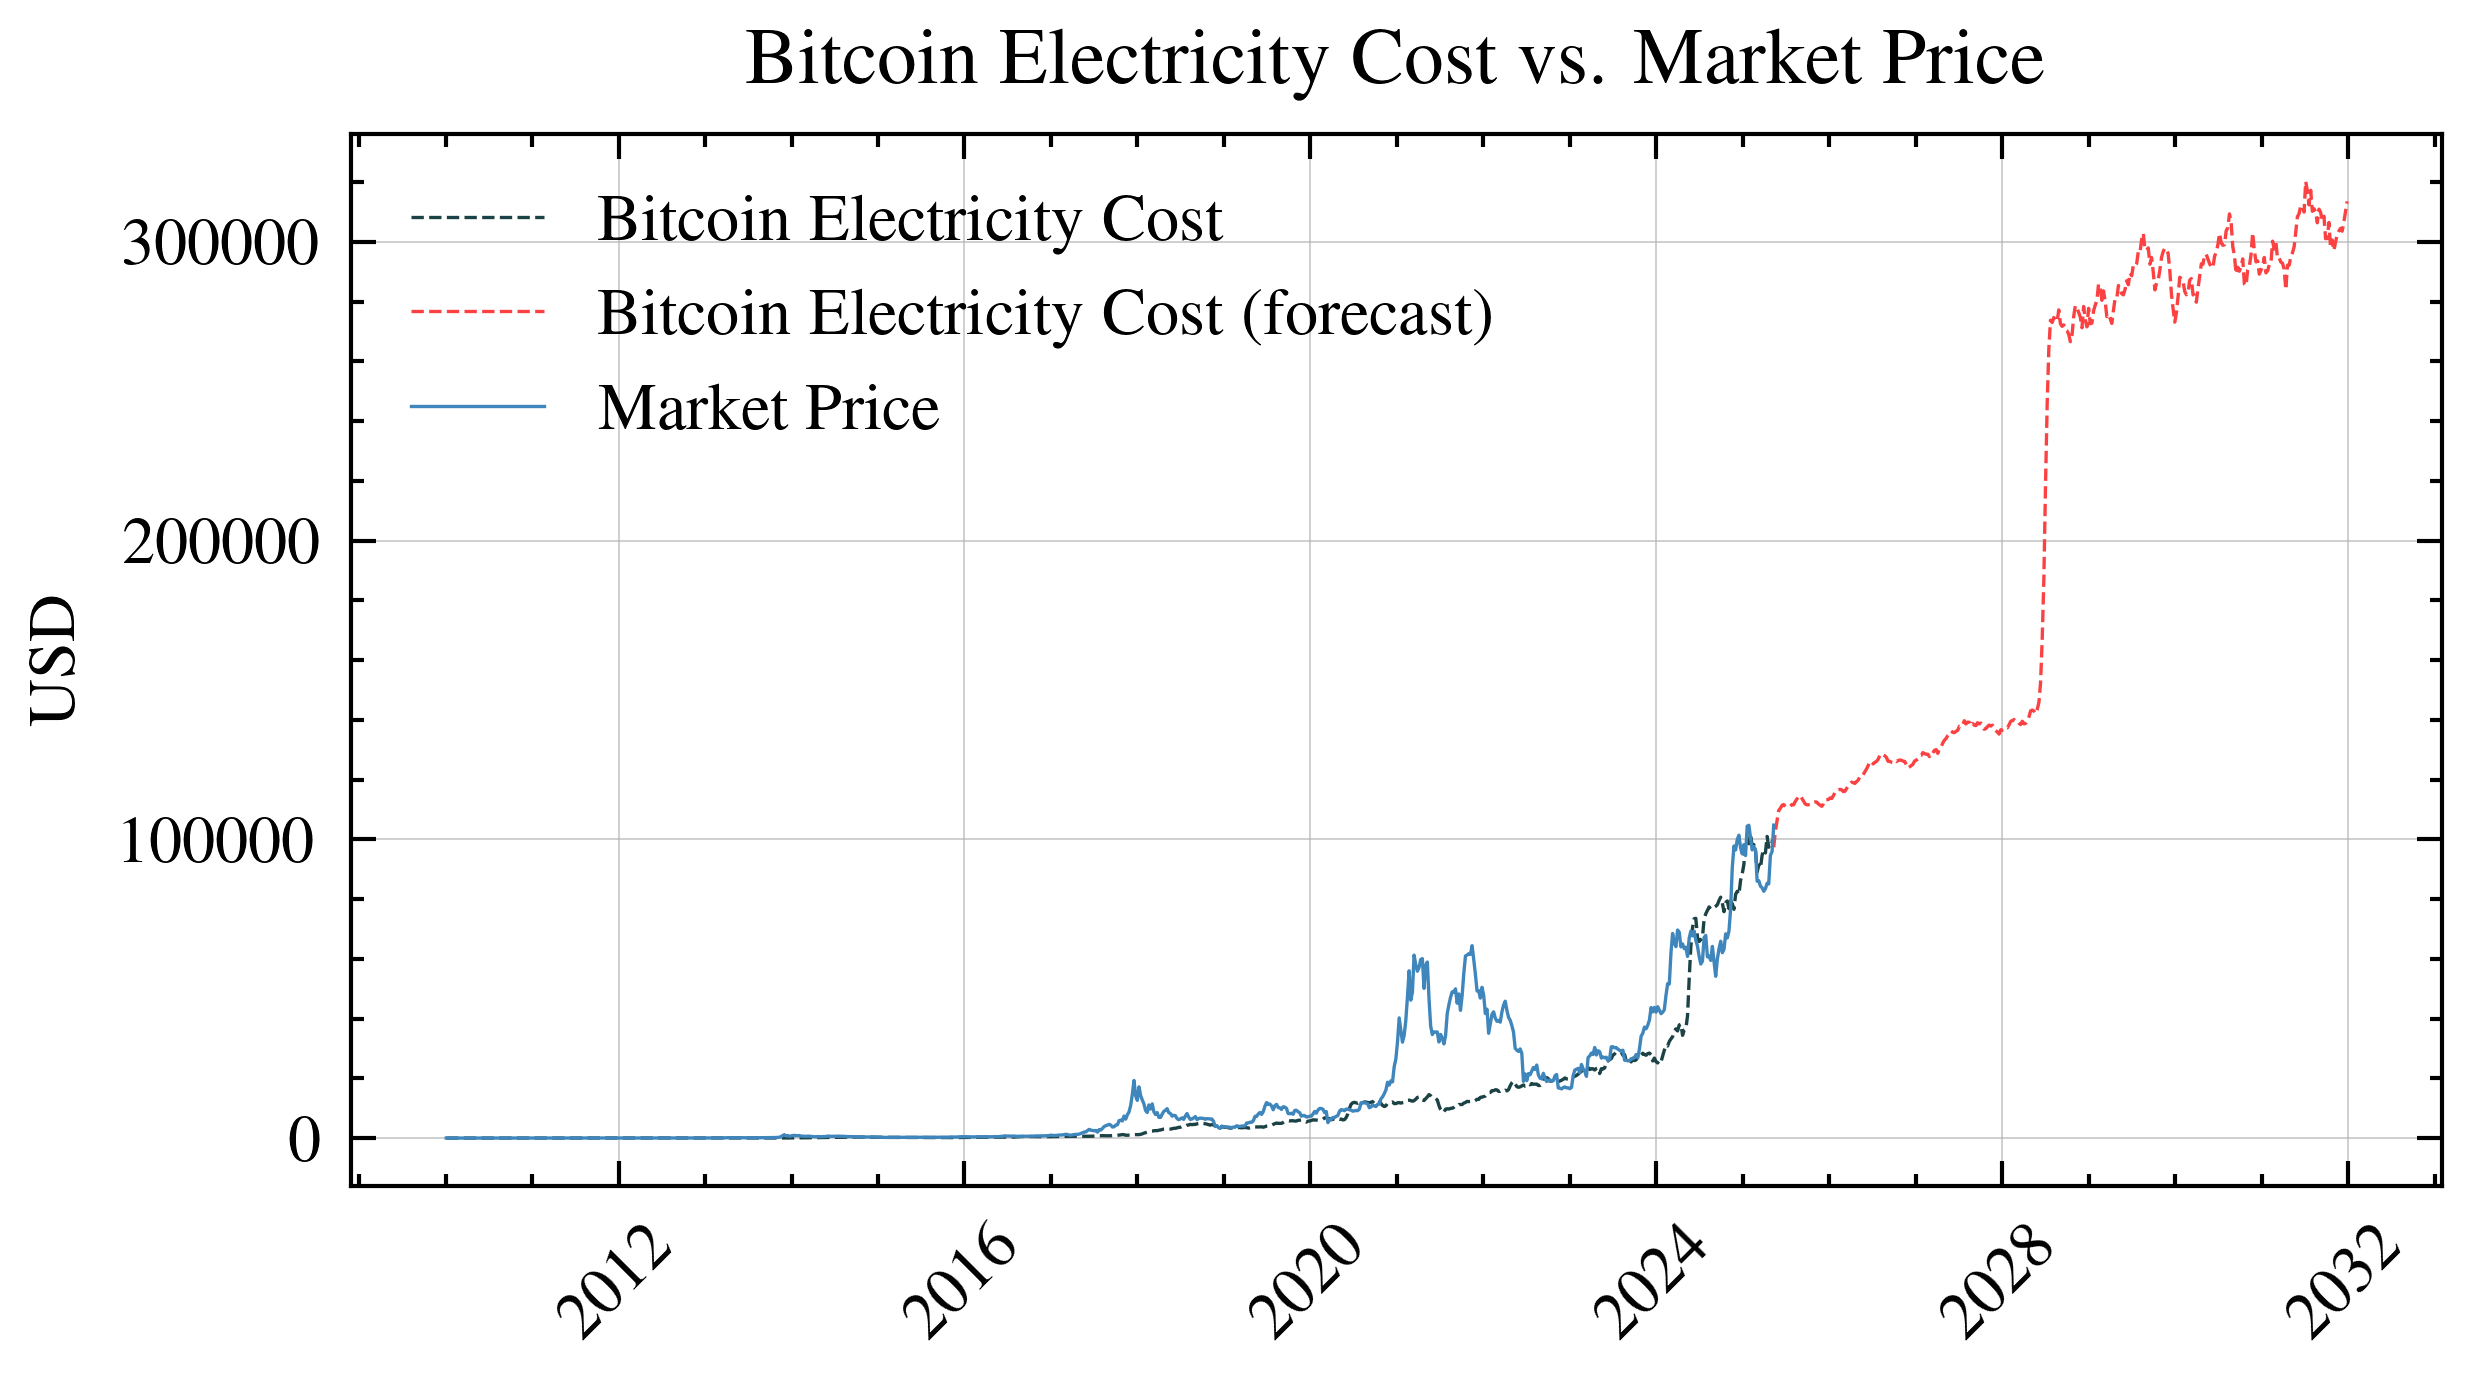 Bitcoin Electricity Cost vs. Market Price
Bitcoin Electricity Cost
Bitcoin Electricity Cost (forecast)
Market Price
300000
200000
100000
0
USD
2012
2016
2020
2024
2028
2032